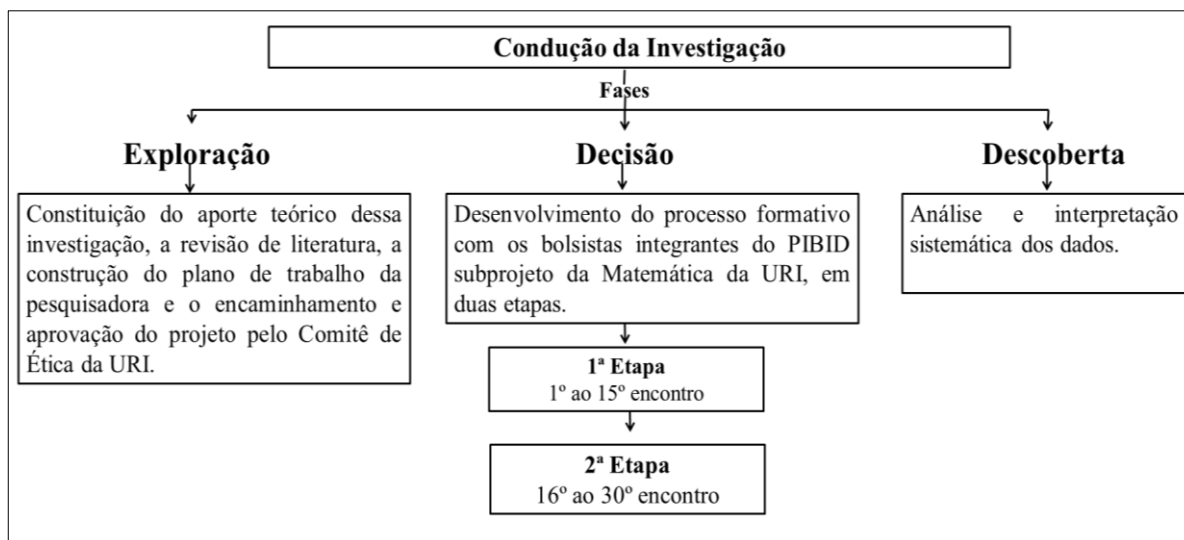 Condução da Investigação
Fases
Exploração
Constituição do aporte teórico dessa
investigação, a revisão de literatura, a
construção do plano de trabalho da
pesquisadora e o encaminhamento e
aprovação do projeto pelo Comitê de
Ética da URI.
Decisão
Desenvolvimento do processo formativo
com os bolsistas integrantes do PIBID
subprojeto da Matemática da URI, em
duas etapas.
1ª Etapa
1º ao 15º encontro
2ª Etapa
16º ao 30º encontro
Descoberta
Análise e interpretação
sistemática dos dados.